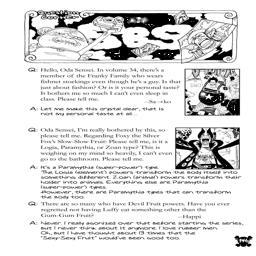 Question Corner
SBS
Q: Hello, Oda Sensei. In volume 34, there's a
member of the Franky Family who wears
fishnet stockings even though he's a guy. Is that
just about fashion? Or is it your personal taste?
It bothers me so much I can't even sleep in
class. Please tell me.
A: Let me make this crystal clear, that is
not my personal taste at all...
Q: Oda Sensei, I'm really bothered by this, so
please tell me. Regarding Foxy the Silver
Fox's Slow-Slow Fruit: Please tell me, is it a
Logia, Paramythia, or Zoan type? This is
weighing on my mind so heavily, I can't even
go to the bathroom. Please tell me.
A: It's a Paramythia (super-power) type.
The Logia (element) powers transform the body itself into
something different. Zoan (animal) powers transform their
holder into animals. Everything else are Paramythia
(super-power) types.
However, there are Paramythia types that can transform
the body too.
Q: There are so many who have Devil Fruit powers. Have you ever
regretted not having Luffy eat something other than the
Gum-Gum Fruit?
--Happi
A: Never. I really agonized over that before starting the series,
but I never think about it anymore. I love rubber men.
Oh, but I have thought about 3 times that the
"Sexy-Sexy Fruit" would've been good too.